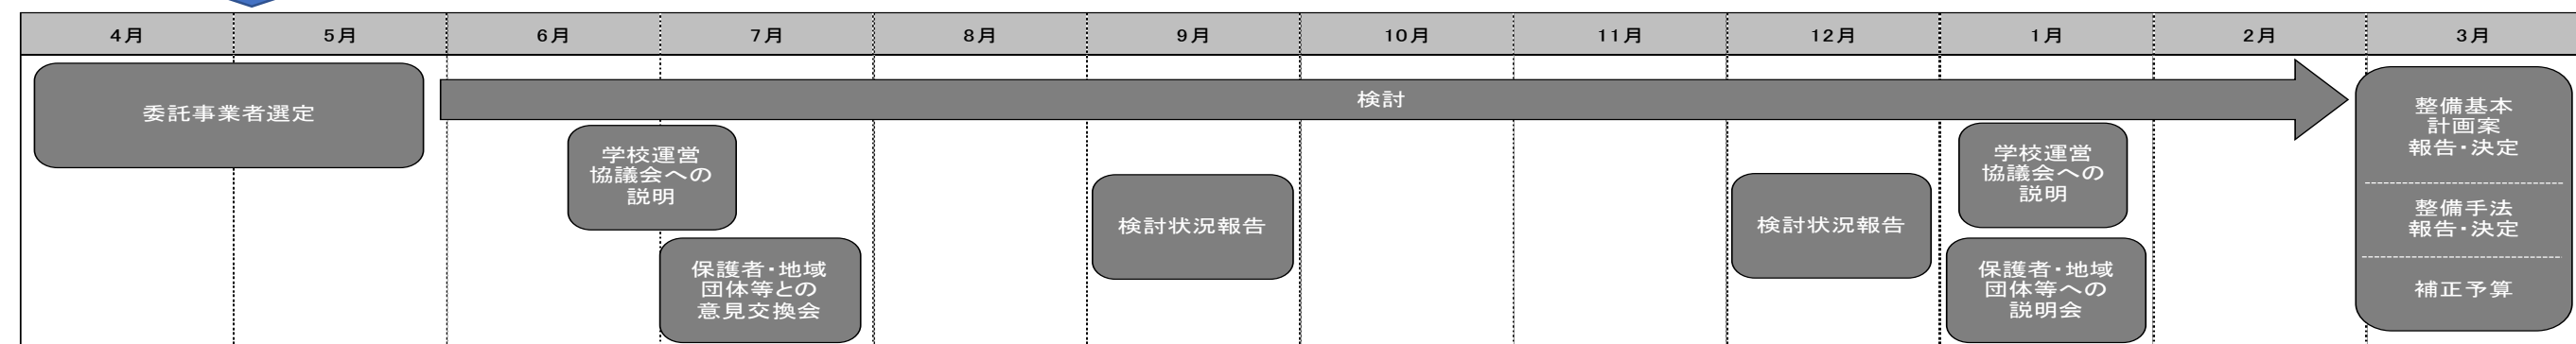 4月
5月
6月
7月
8月
9月
10月
11月
12月
1月
2月
3月
委託事業者選定
検討
学校運営
協議会への
説明
保護者・地域
団体等との
意見交換会
検討状況報告
検討状況報告
学校運営
協議会への
説明
保護者・地域
団体等への
説明会
整備基本
計画案
報告・決定
整備手法
報告・決定
補正予算